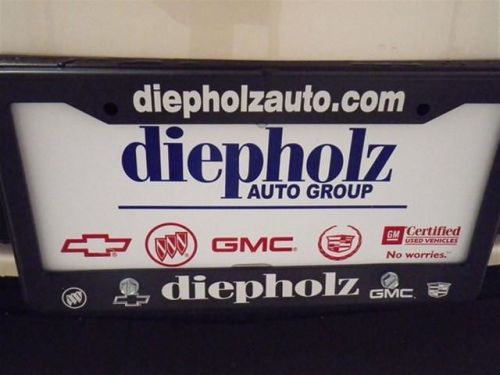 diepholzauto.com
diepholz
AUTO GROUP
GMC GM Certified
USED VEHICLES
No worries.
diepholz GMC